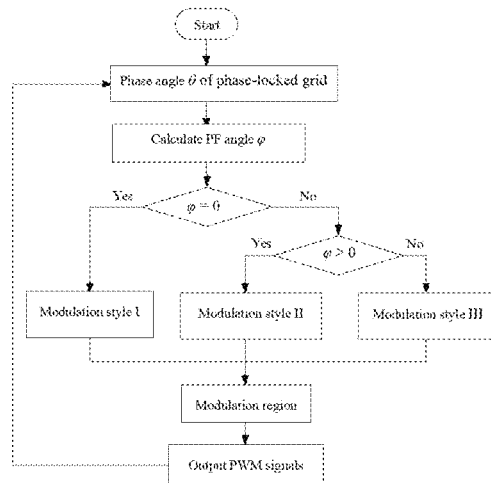 Start
Phase angle θ of phase-locked grid
Calculate PF angle φ
Yes
φ = 0
No
Yes
φ > 0
No
Modulation style I
Modulation style II
Modulation style III
Modulation region
Output PWM signals